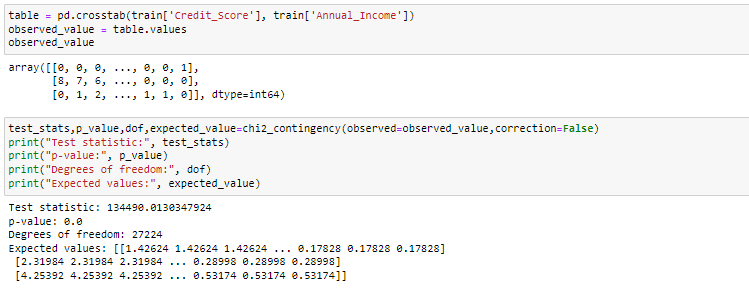 table = pd.crosstab(train['Credit_Score'], train['Annual_Income'])
observed_value = table.values
observed_value
array([[0, 0, 0, ..., 0, 0, 1],
[8, 7, 6, ..., 0, 0, 0],
[0, 1, 2, ..., 1, 1, 0]], dtype=int64)
test_stats,p_value,dof,expected_value=chi2_contingency(observed=observed_value,correction=False)
print("Test statistic:", test_stats)
print("p-value:", p_value)
print("Degrees of freedom:", dof)
print("Expected values:", expected_value)
Test statistic: 134490.0130347924
p-value: 0.0
Degrees of freedom: 27224
Expected values: [[1.42624 1.42624 1.42624 ... 0.17828 0.17828 0.17828]
[2.31984 2.31984 2.31984 ... 0.28998 0.28998 0.28998]
[4.25392 4.25392 4.25392 ... 0.53174 0.53174 0.53174]]